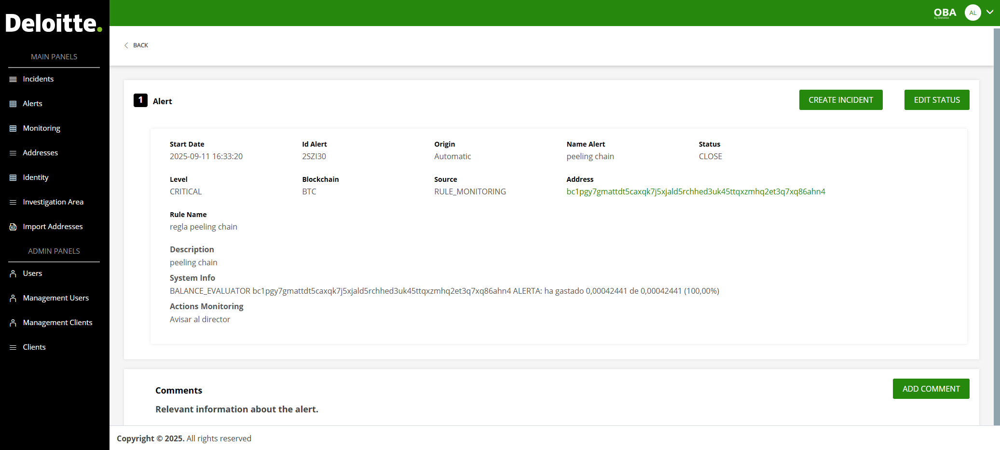 Deloitte.
OBA
by Deloitte
AL
MAIN PANELS
Incidents
Alerts
Monitoring
Addresses
Identity
Investigation Area
Import Addresses
ADMIN PANELS
Users
Management Users
Management Clients
Clients
BACK
1 Alert
CREATE INCIDENT
EDIT STATUS
Start Date Id Alert Origin Name Alert Status
2025-09-11 16:33:20 2SZI30 Automatic peeling chain CLOSE
Level Blockchain Source Address
CRITICAL BTC RULE_MONITORING bc1pgy7gmattdt5caxqk7j5xjald5rchhed3uk45ttqxzmhq2et3q7xq86ahn4
Rule Name
regla peeling chain
Description
peeling chain
System Info
BALANCE_EVALUATOR bc1pgy7gmattdt5caxqk7j5xjald5rchhed3uk45ttqxzmhq2et3q7xq86ahn4 ALERTA: ha gastado 0,00042441 de 0,00042441 (100,00%)
Actions Monitoring
Avisar al director
Comments
ADD COMMENT
Relevant information about the alert.
Copyright © 2025. All rights reserved